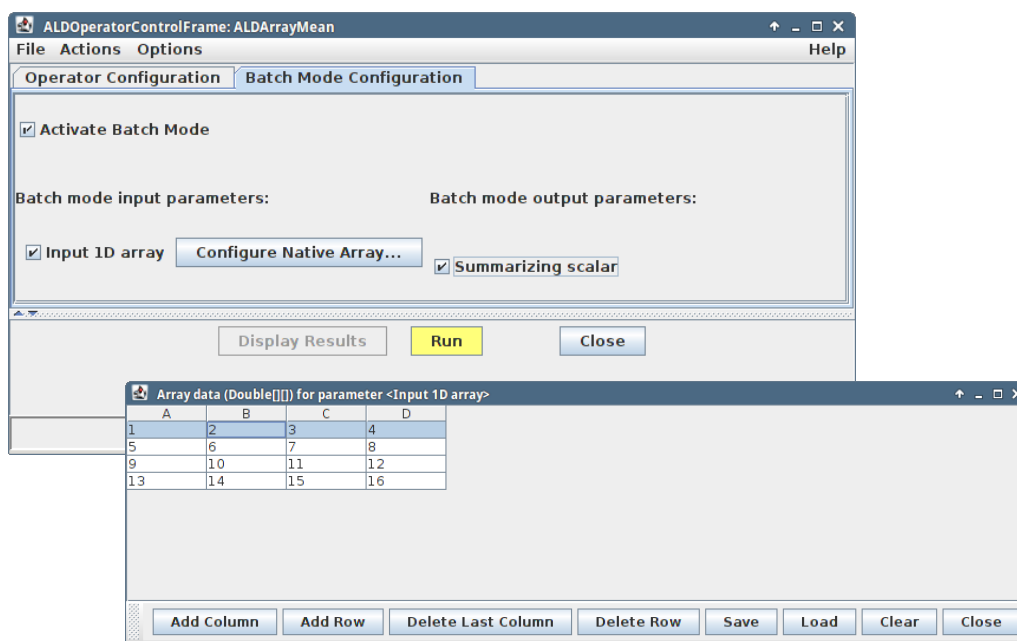 ALDOperatorControlFrame: ALDArrayMean
File Actions Options Help
Operator Configuration Batch Mode Configuration
Activate Batch Mode
Batch mode input parameters: Batch mode output parameters:
Input 1D array Configure Native Array... Summarizing scalar
Display Results Run Close
Array data (Double[][]) for parameter <Input 1D array>
A B C D
1 2 3 4
5 6 7 8
9 10 11 12
13 14 15 16
Add Column Add Row Delete Last Column Delete Row Save Load Clear Close